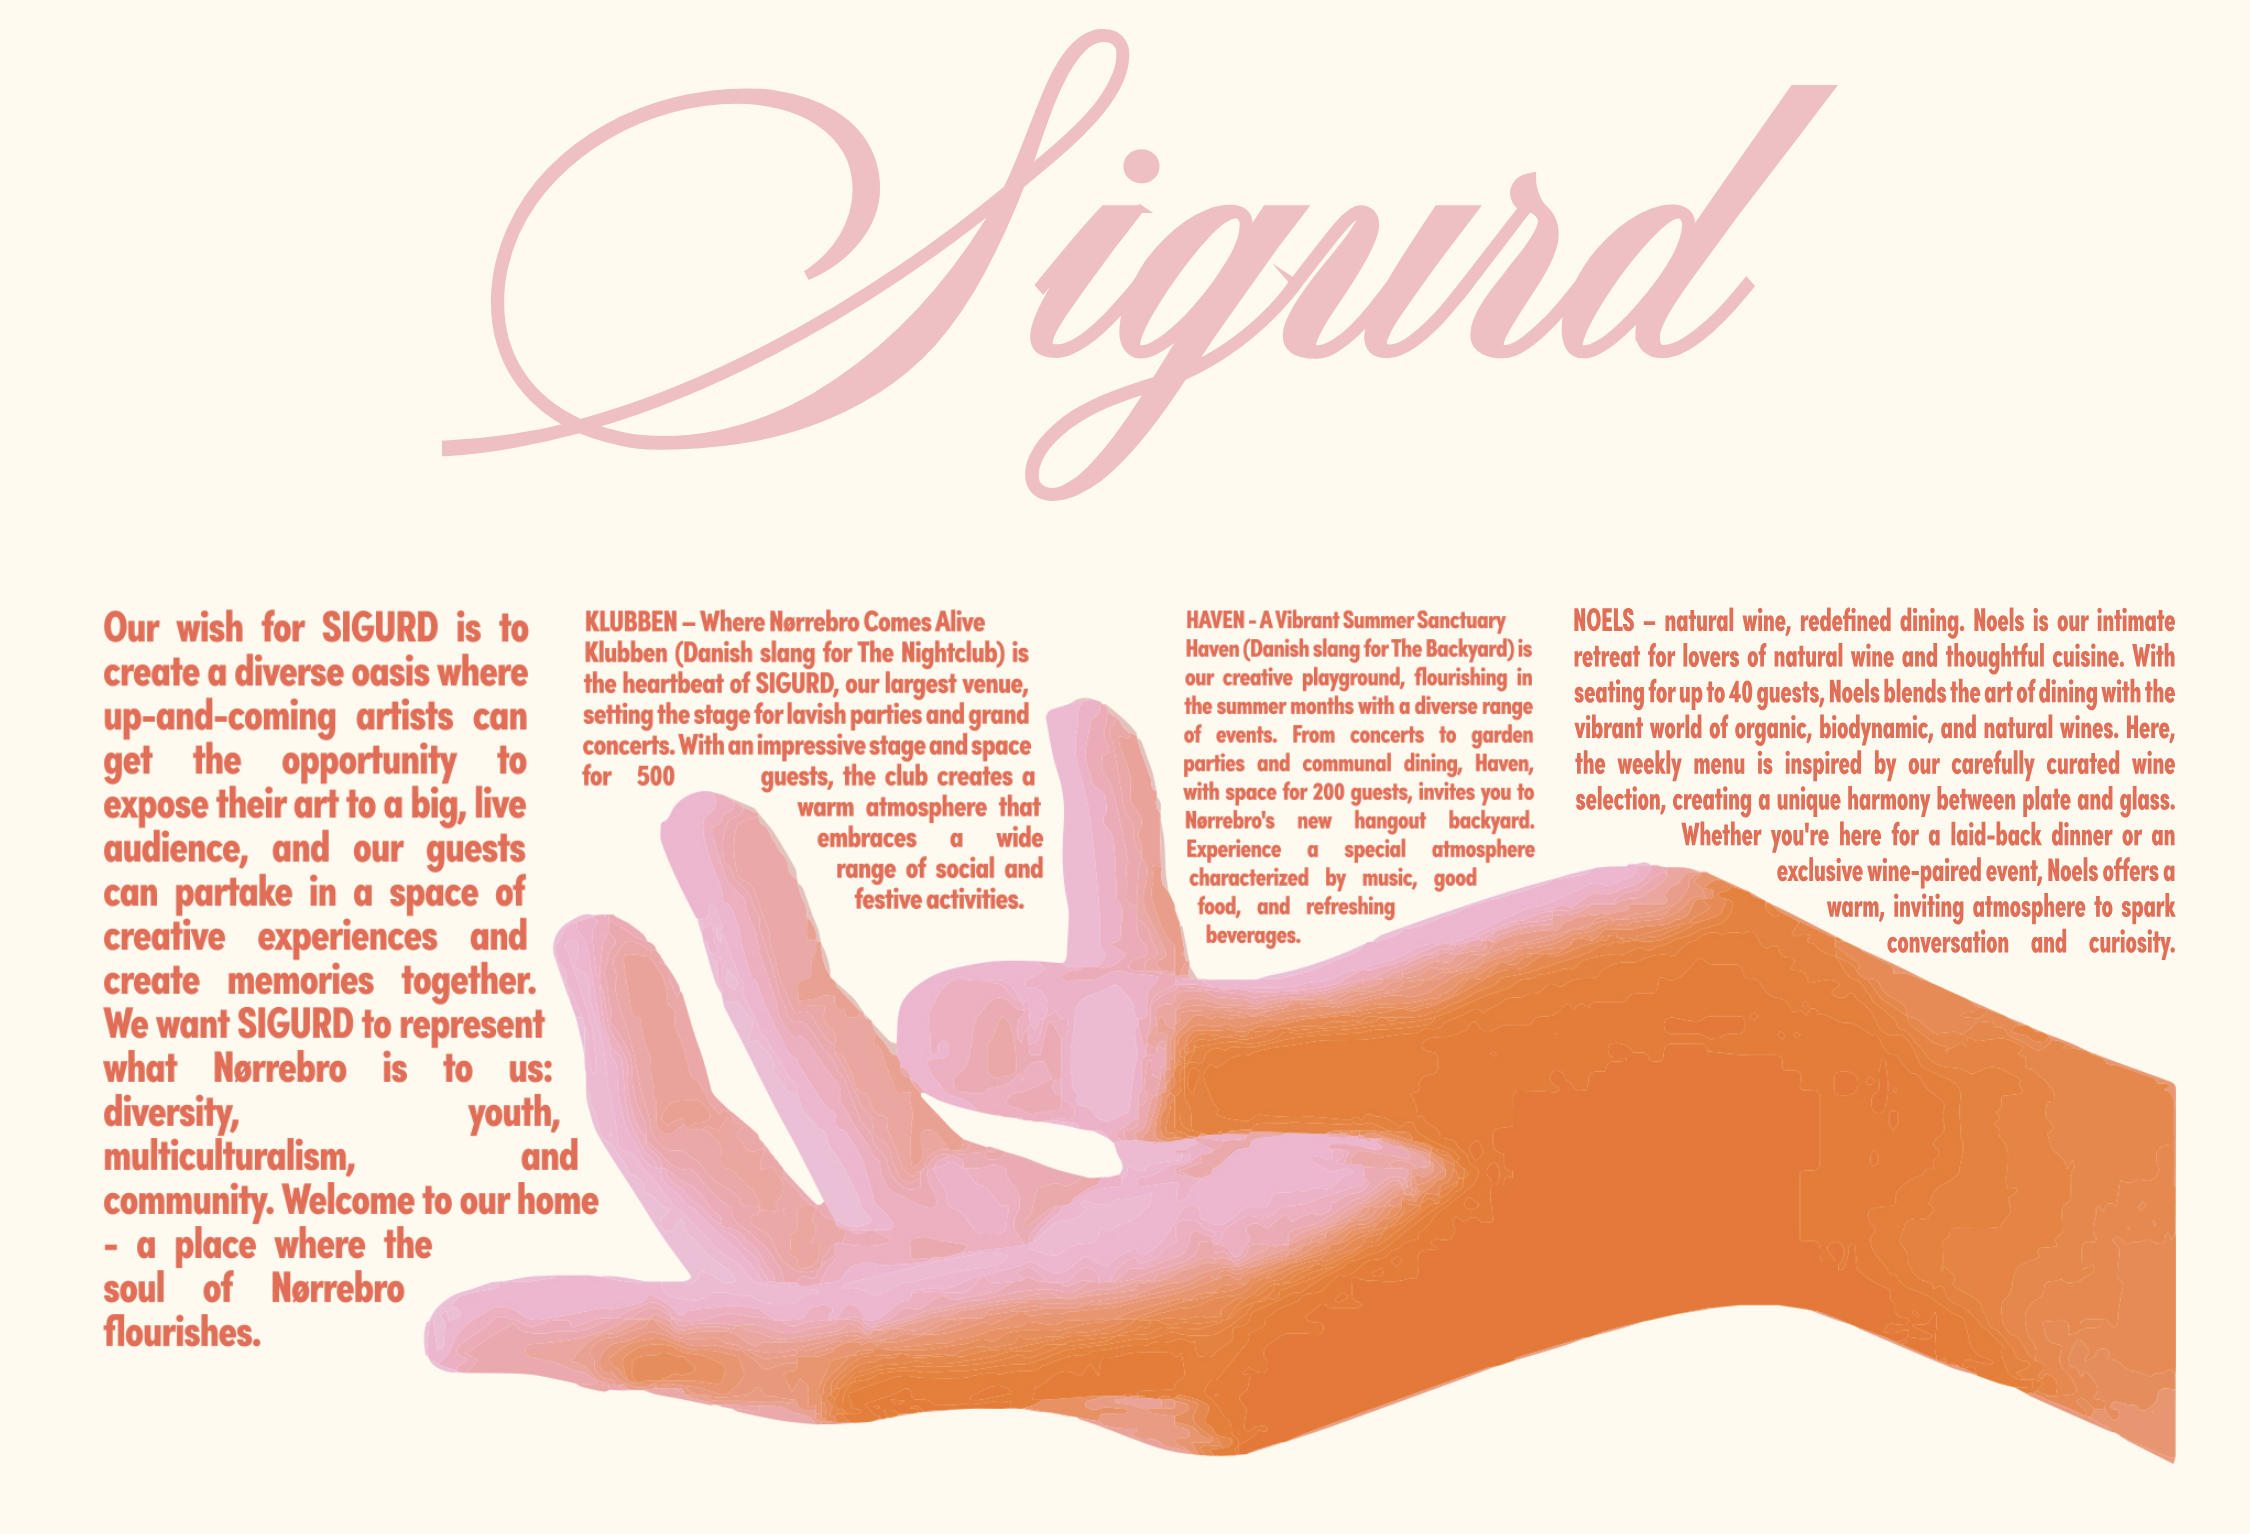 Sigurd
Our wish for SIGURD is to
create a diverse oasis where
up-and-coming artists can
get the opportunity to
expose their art to a big, live
audience, and our guests
can partake in a space of
creative experiences and
create memories together.
We want SIGURD to represent
what Nørrebro is to us:
diversity, youth,
multiculturalism, and
community. Welcome to our home
- a place where the
soul of Nørrebro
flourishes.
KLUBBEN – Where Nørrebro Comes Alive
Klubben (Danish slang for The Nightclub) is
the heartbeat of SIGURD, our largest venue,
setting the stage for lavish parties and grand
concerts. With an impressive stage and space
for 500 guests, the club creates a
warm atmosphere that
embraces a wide
range of social and
festive activities.
HAVEN - A Vibrant Summer Sanctuary
Haven (Danish slang for The Backyard) is
our creative playground, flourishing in
the summer months with a diverse range
of events. From concerts to garden
parties and communal dining, Haven,
with space for 200 guests, invites you to
Nørrebro's new hangout backyard.
Experience a special atmosphere
characterized by music, good
food, and refreshing
beverages.
NOELS – natural wine, redefined dining. Noels is our intimate
retreat for lovers of natural wine and thoughtful cuisine. With
seating for up to 40 guests, Noels blends the art of dining with the
vibrant world of organic, biodynamic, and natural wines. Here,
the weekly menu is inspired by our carefully curated wine
selection, creating a unique harmony between plate and glass.
Whether you're here for a laid-back dinner or an
exclusive wine-paired event, Noels offers a
warm, inviting atmosphere to spark
conversation and curiosity.